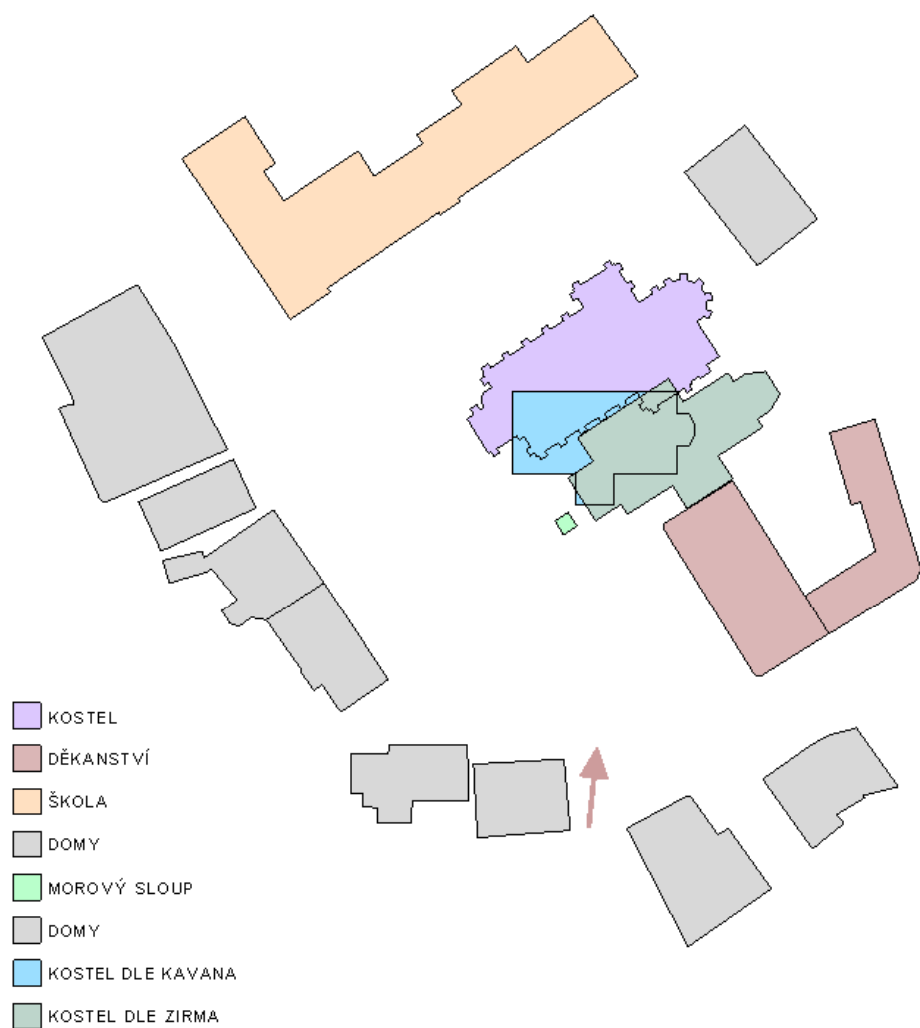 KOSTEL
DĚKANSTVÍ
ŠKOLA
DOMY
MOROVÝ SLOUP
DOMY
KOSTEL DLE KAVANA
KOSTEL DLE ZIRMA